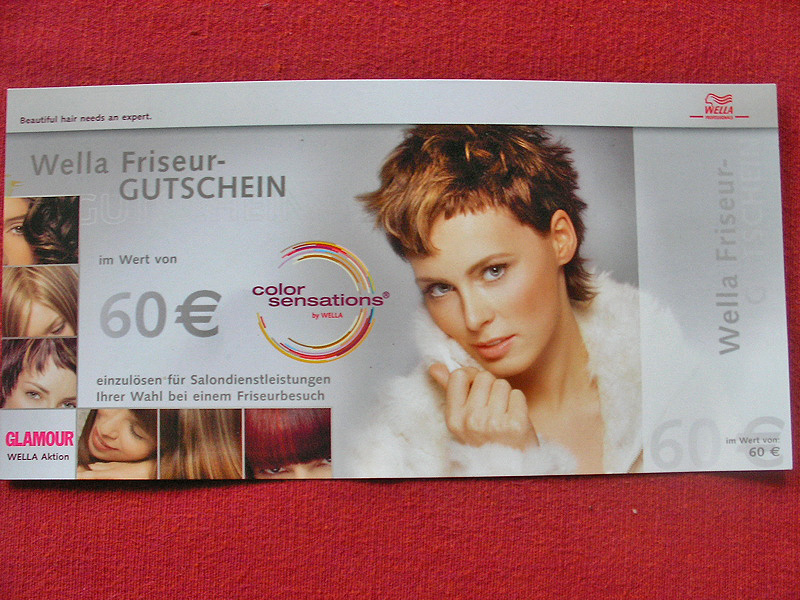 Beautiful hair needs an expert.
WELLA
PROFESSIONALS
Wella Friseur-
GUTSCHEIN
GUTSCHEIN
im Wert von
60 €
color
sensations®
by WELLA
einzulösen für Salondienstleistungen
Ihrer Wahl bei einem Friseurbesuch
GLAMOUR
WELLA Aktion
Wella Friseur-
GUTSCHEIN
60 €
im Wert von:
60 €